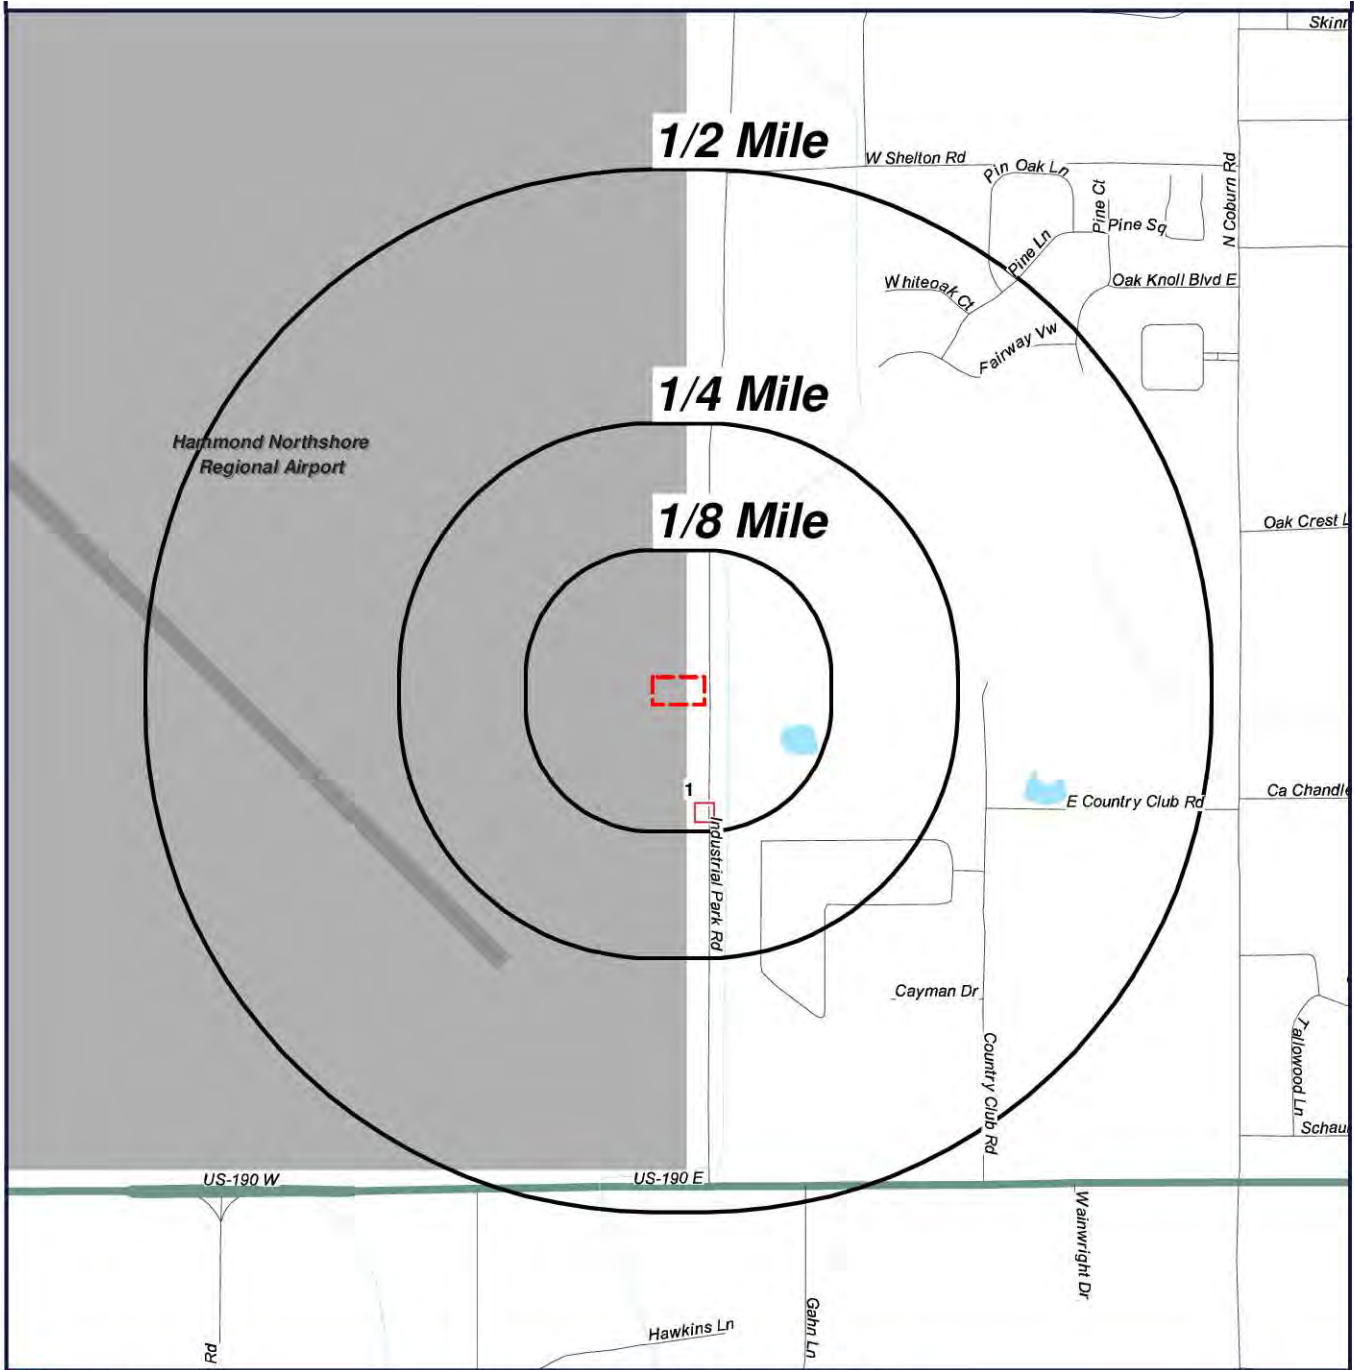 Skinr
1/2 Mile
W Shelton Rd
Pin Oak Ln
Pine Ct
N Coburn Rd
Pine Sq
Pine Ln
Whiteoak Ct
Oak Knoll Blvd E
Fairway Vw
1/4 Mile
Hammond Northshore
Regional Airport
1/8 Mile
Oak Crest L
1
Ca Chandle
E Country Club Rd
Industrial Park Rd
Cayman Dr
Country Club Rd
Tallowood Ln
Schau
US-190 W
US-190 E
Wainwright Dr
Gahn Ln
Hawkins Ln
Rd